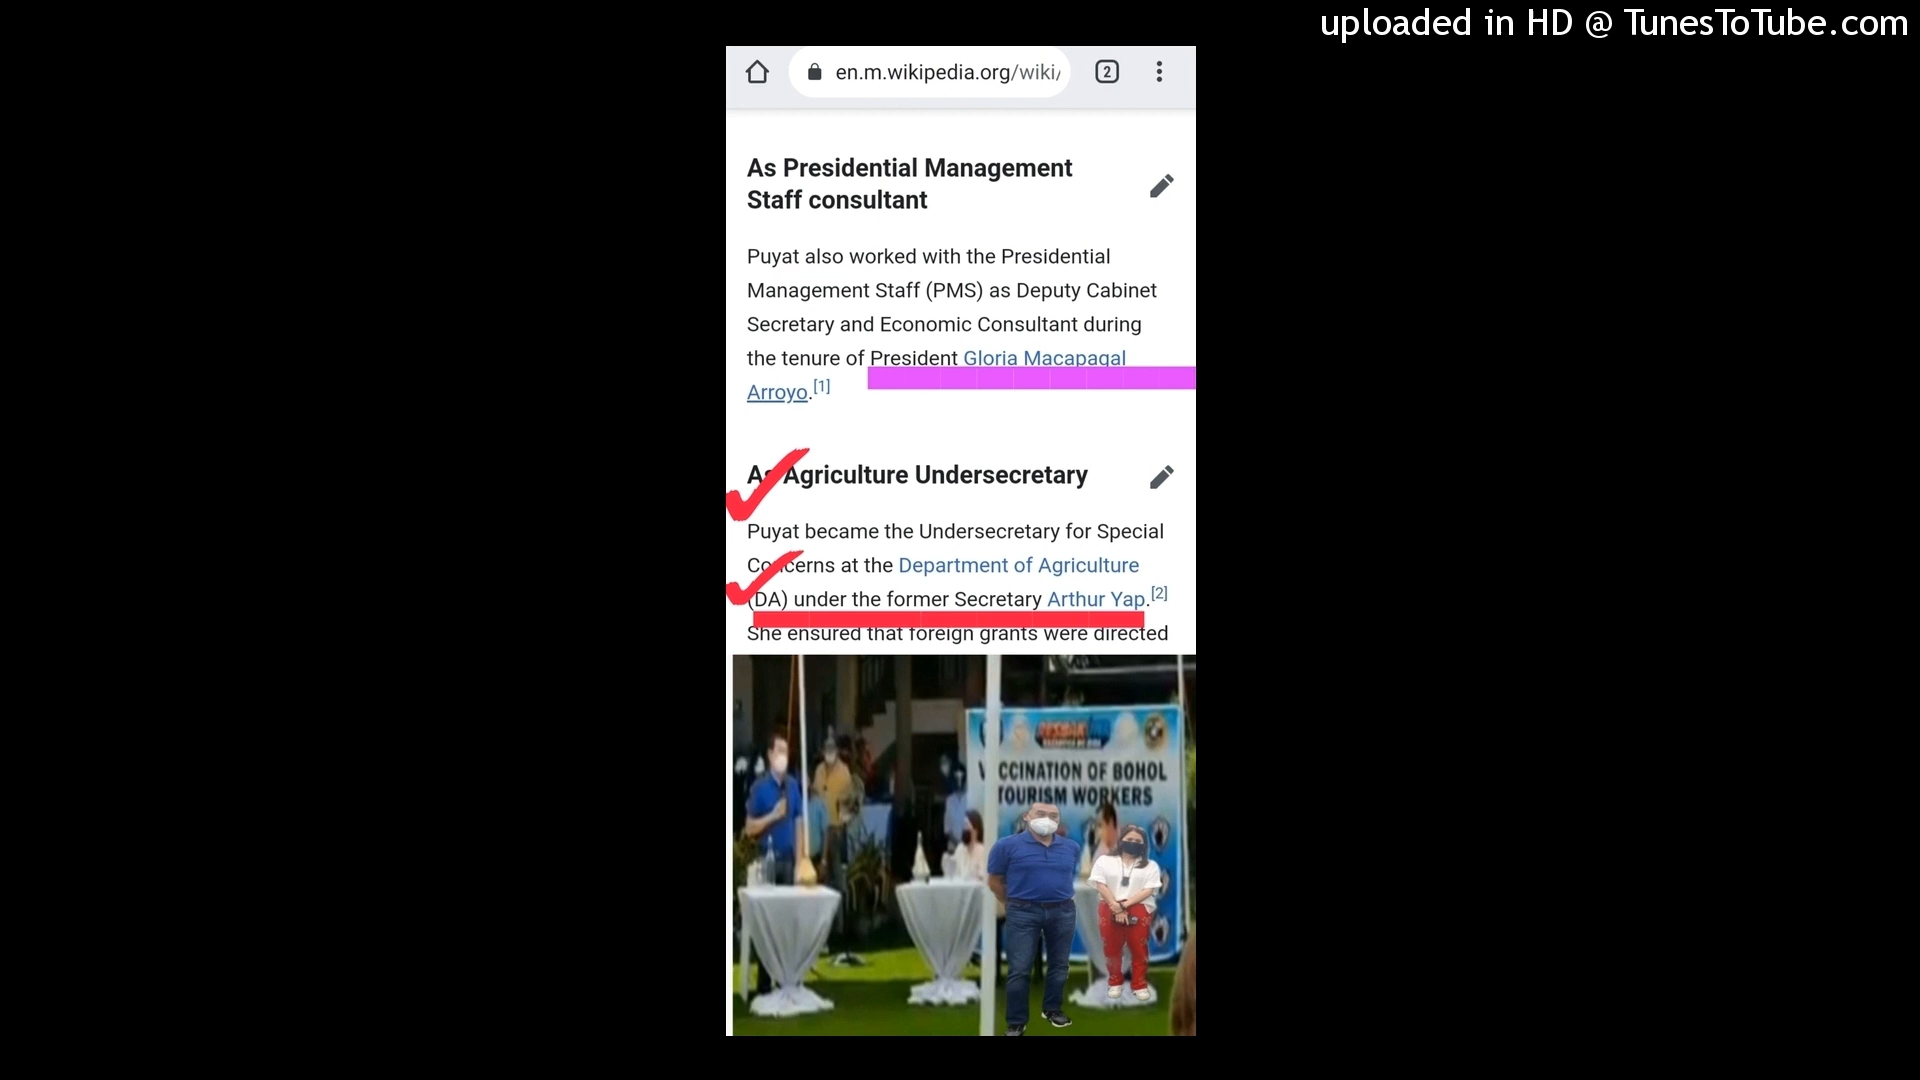 uploaded in HD @ TunesToTube.com
en.m.wikipedia.org/wiki/
2
As Presidential Management
Staff consultant
Puyat also worked with the Presidential
Management Staff (PMS) as Deputy Cabinet
Secretary and Economic Consultant during
the tenure of President Gloria Macapagal
Arroyo.[1]
As Agriculture Undersecretary
Puyat became the Undersecretary for Special
Concerns at the Department of Agriculture
(DA) under the former Secretary Arthur Yap.[2]
She ensured that foreign grants were directed
CCINATION OF BOHOL
TOURISM WORKERS